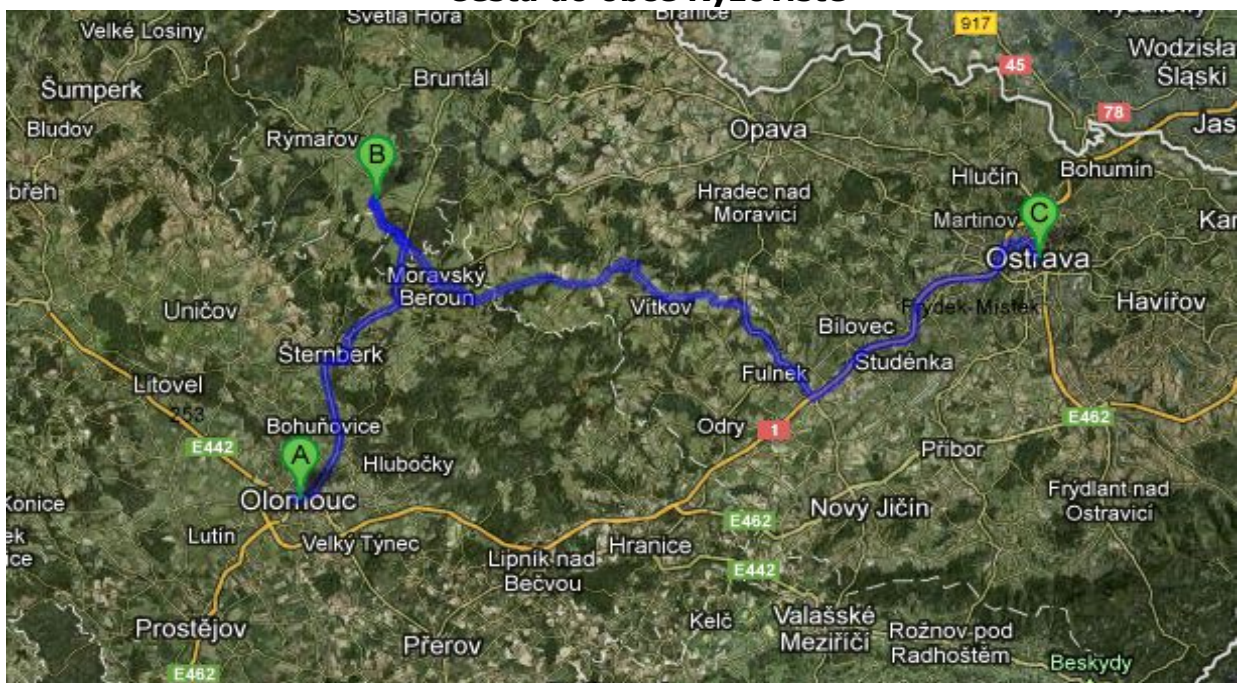 Svetlá Hora
Branice
917
Velké Losiny
Wodzisła
Śląski
45
Šumperk
Bruntál
78
Jas
Bludov
Opava
Rýmařov
B
Bohumín
Hlučín
břeh
Hradec nad
Moravicí
Martinov
C
Kar
Ostrava
Moravský
Beroun
Uničov
Vítkov
Frýdek-Místek
Havířov
Bílovec
Šternberk
Studénka
Fulnek
Litovel
253
E462
Bohuňovice
Odry
1
E442
A
Hlubočky
Příbor
Konice
Olomouc
Frýdlant nad
Ostravicí
Nový Jičín
Lutín
Velký Týnec
E462
Hranice
Lipník nad
Bečvou
E442
Kelč
Valašské
Meziříčí
Prostějov
Rožnov pod
Radhoštěm
Přerov
Beskydy
E462